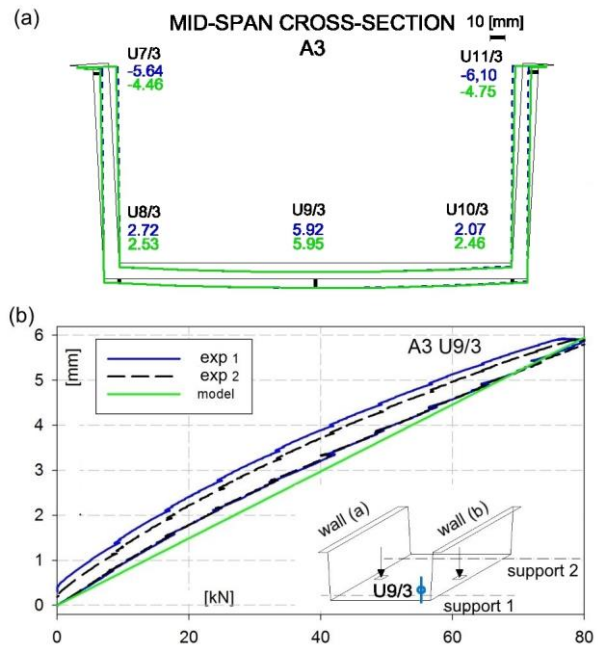 (a)
MID-SPAN CROSS-SECTION 10 [mm]
A3
U7/3
-5.64
-4.46
U11/3
-6,10
-4.75
U8/3
2.72
2.53
U9/3
5.92
5.95
U10/3
2.07
2.46
(b)
6
5
4
3
2
1
0
[mm]
exp 1
exp 2
model
A3 U9/3
wall (a)
wall (b)
support 2
U9/3
support 1
[kN]
0 20 40 60 80